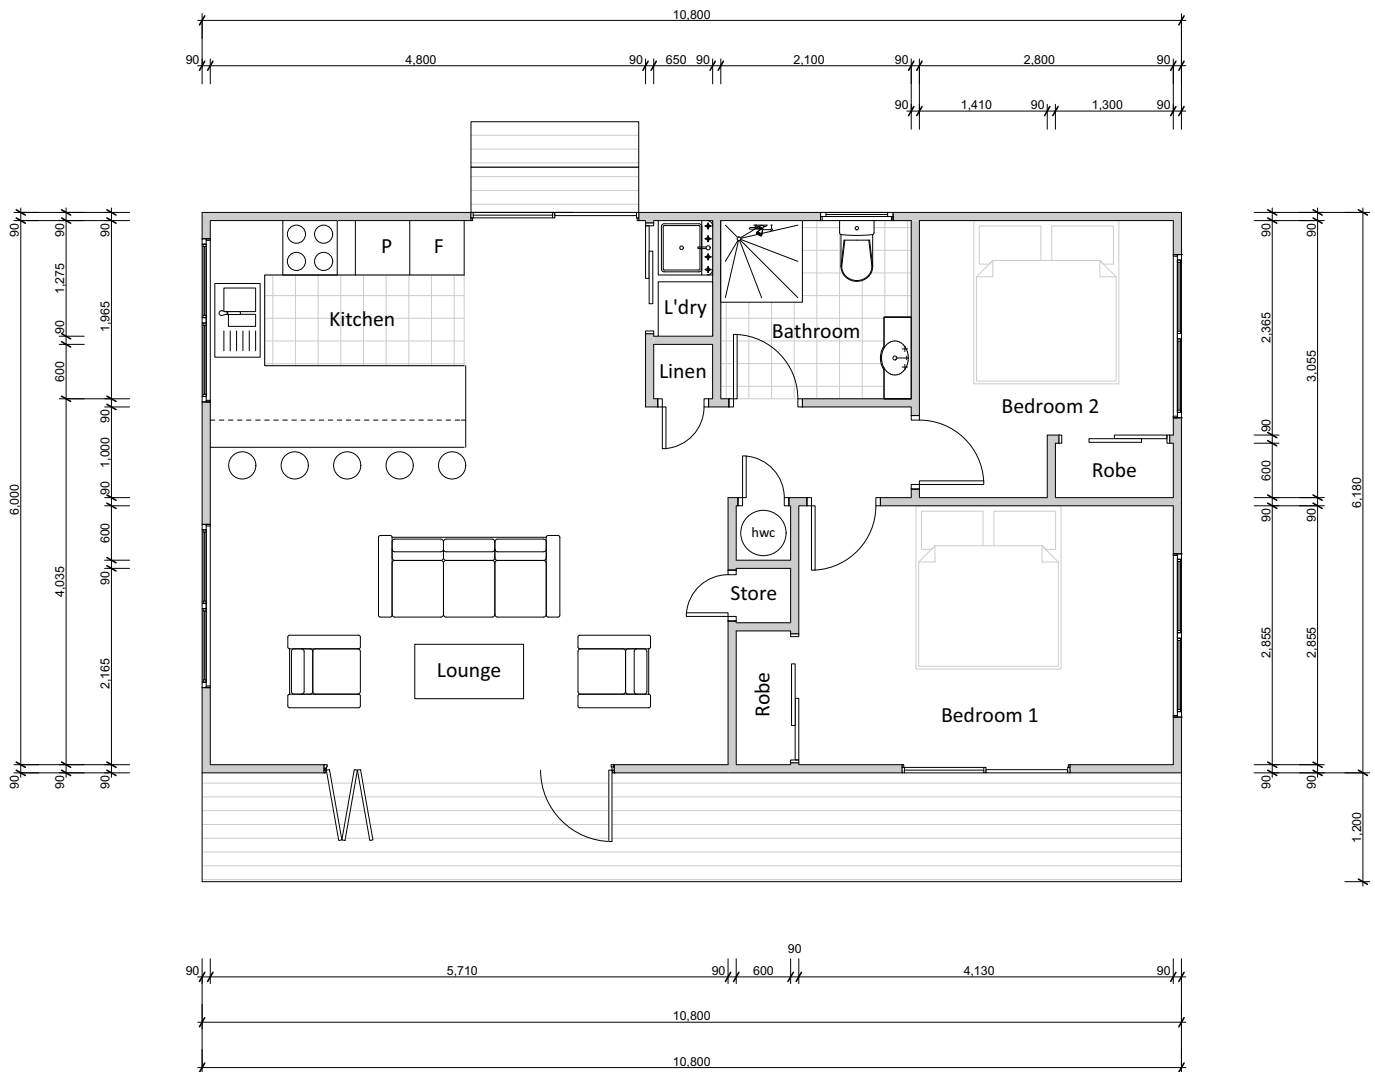 10,800
90 4,800 90 650 90 2,100 90 2,800 90
90 1,410 90 1,300 90
P F
Kitchen
L'dry
Bathroom
Linen
Bedroom 2
Robe
hwc
Store
Lounge
Robe
Bedroom 1
90 6,000 90
90 1,275 90 600 4,035 90
90 1,965 90 1,000 90 600 90 2,165 90
90 2,365 90 600 90 2,855 90
90 3,055 90 2,855 90
6,180 1,200
90
90 5,710 90 600 4,130 90
10,800
10,800